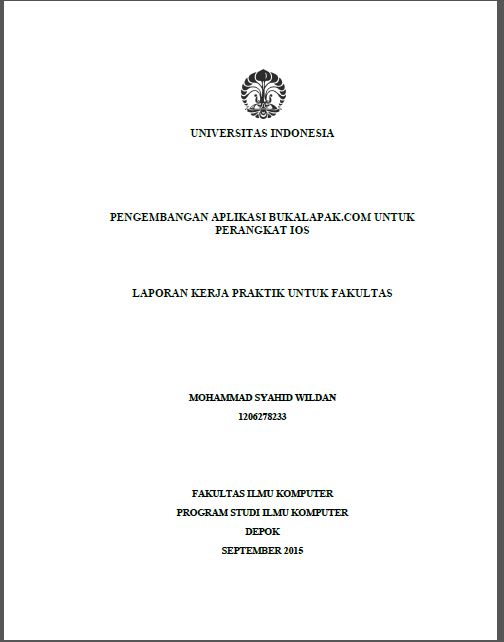 UNIVERSITAS INDONESIA
PENGEMBANGAN APLIKASI BUKALAPAK.COM UNTUK
PERANGKAT IOS
LAPORAN KERJA PRAKTIK UNTUK FAKULTAS
MOHAMMAD SYAHID WILDAN
1206278233
FAKULTAS ILMU KOMPUTER
PROGRAM STUDI ILMU KOMPUTER
DEPOK
SEPTEMBER 2015